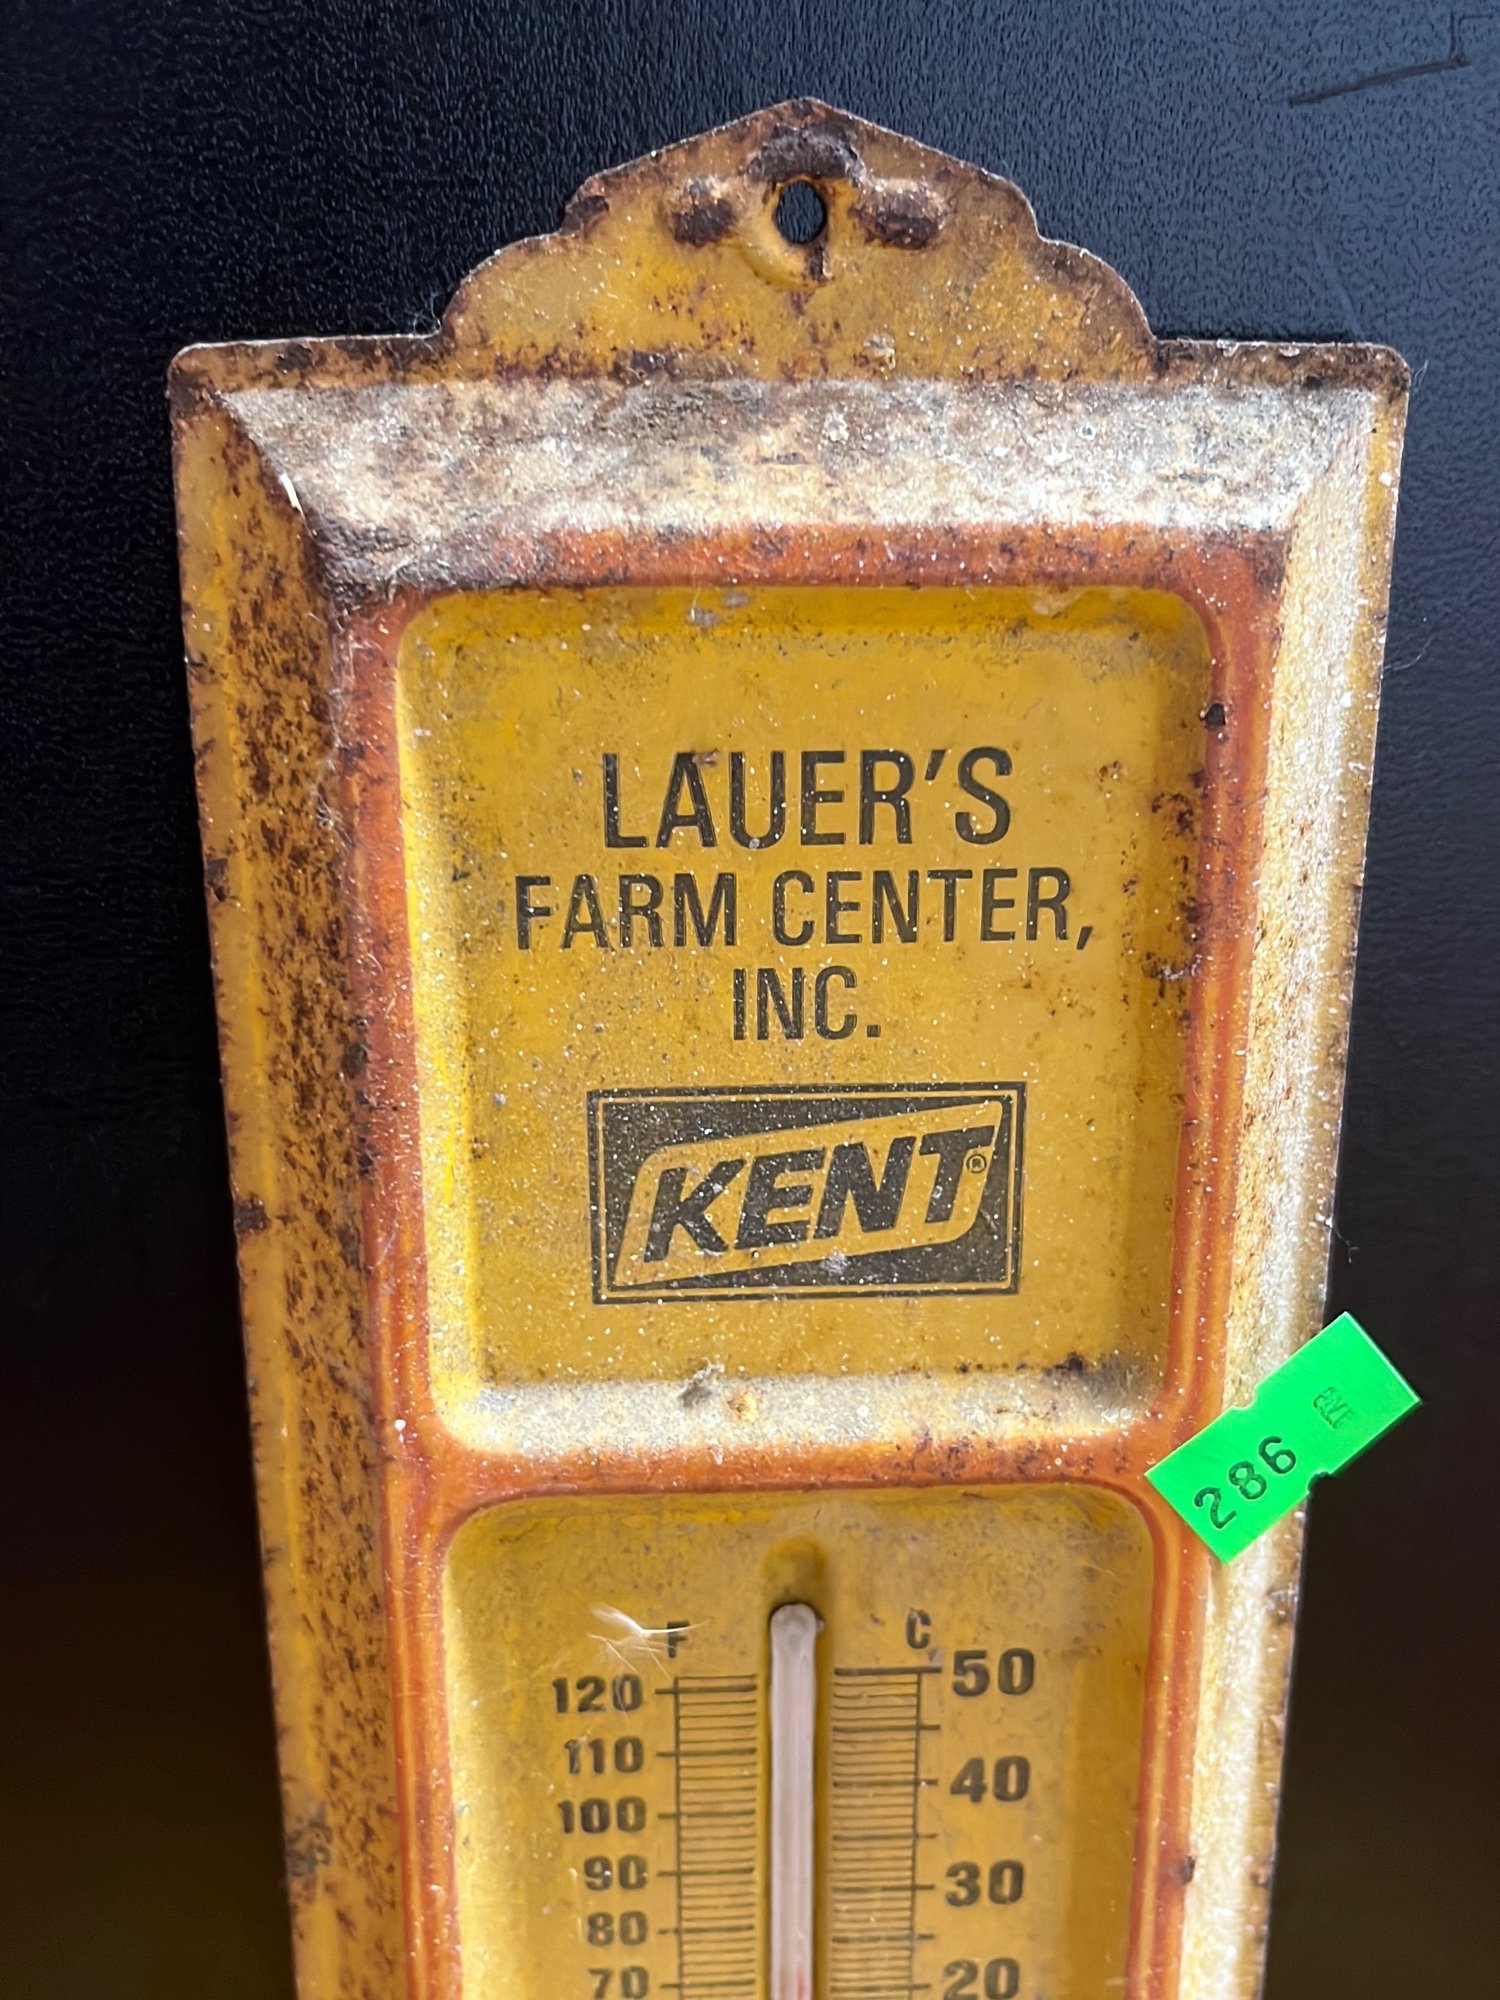 LAUER'S
FARM CENTER,
INC.
KENT®
286
F C
120 50
110
100 40
90 30
80
70 20